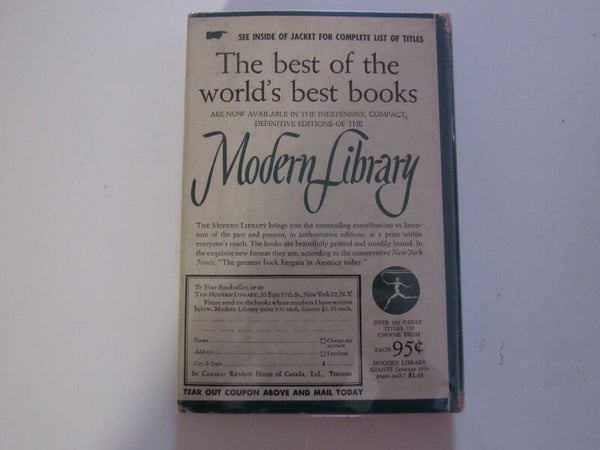 SEE INSIDE OF JACKET FOR COMPLETE LIST OF TITLES
The best of the
world's best books
ARE NOW AVAILABLE IN THE INEXPENSIVE, COMPACT,
DEFINITIVE EDITIONS OF THE
Modern Library
THE MODERN LIBRARY brings you the outstanding contributions to litera-
ture of the past and present, in authoritative editions, at a price within
everyone's reach. The books are beautifully printed and sturdily bound. In
the exquisite new format they are, according to the conservative New York
Times, "The greatest book bargain in America today."
To Your Bookseller, or to
THE MODERN LIBRARY, 20 East 57th St., New York 22, N.Y.
Please send me the books whose numbers I have written
below, Modern Library titles 95¢ each, Giants $1.45 each.
Name
Charge my
account
Address
I enclose
City & State
$
In CANADA: Random House of Canada, Ltd., Toronto
OVER 350 GREAT
TITLES TO
CHOOSE FROM
EACH 95¢
MODERN LIBRARY
GIANTS (average 1000
pages each) $1.45
TEAR OUT COUPON ABOVE AND MAIL TODAY